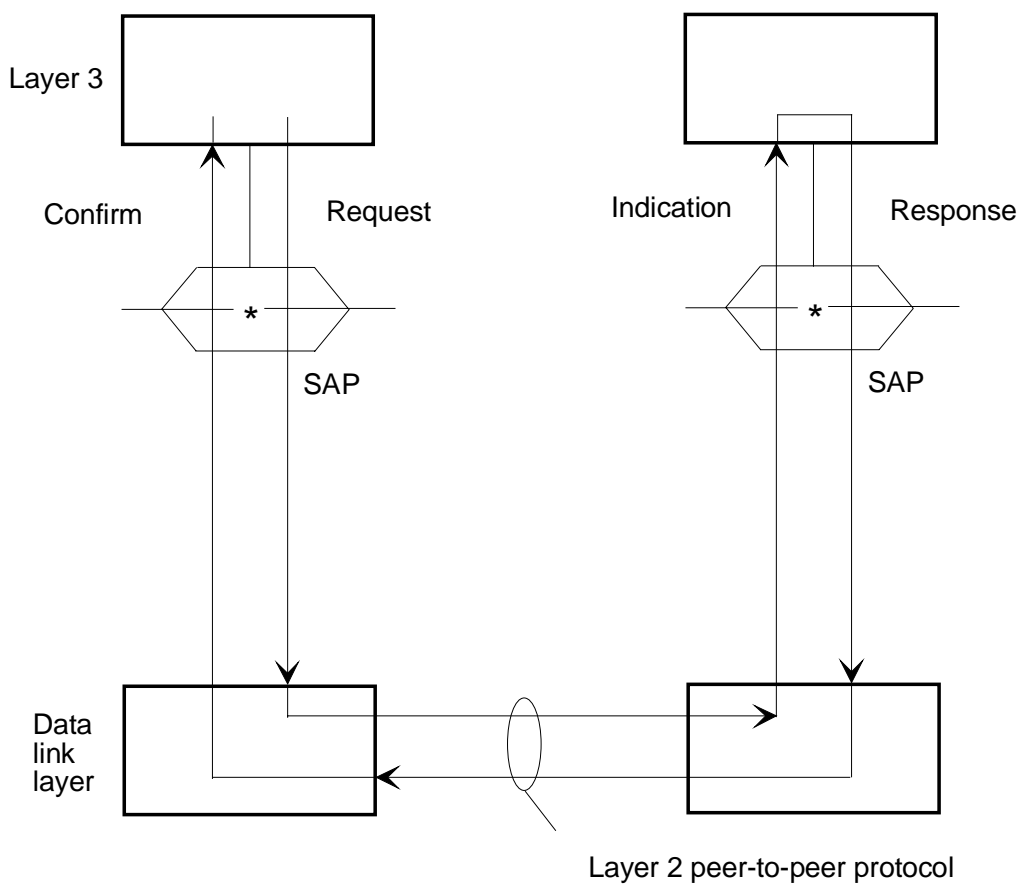 Layer 3
Confirm
Request
Indication
Response
*
*
SAP
SAP
Data
link
layer
Layer 2 peer-to-peer protocol